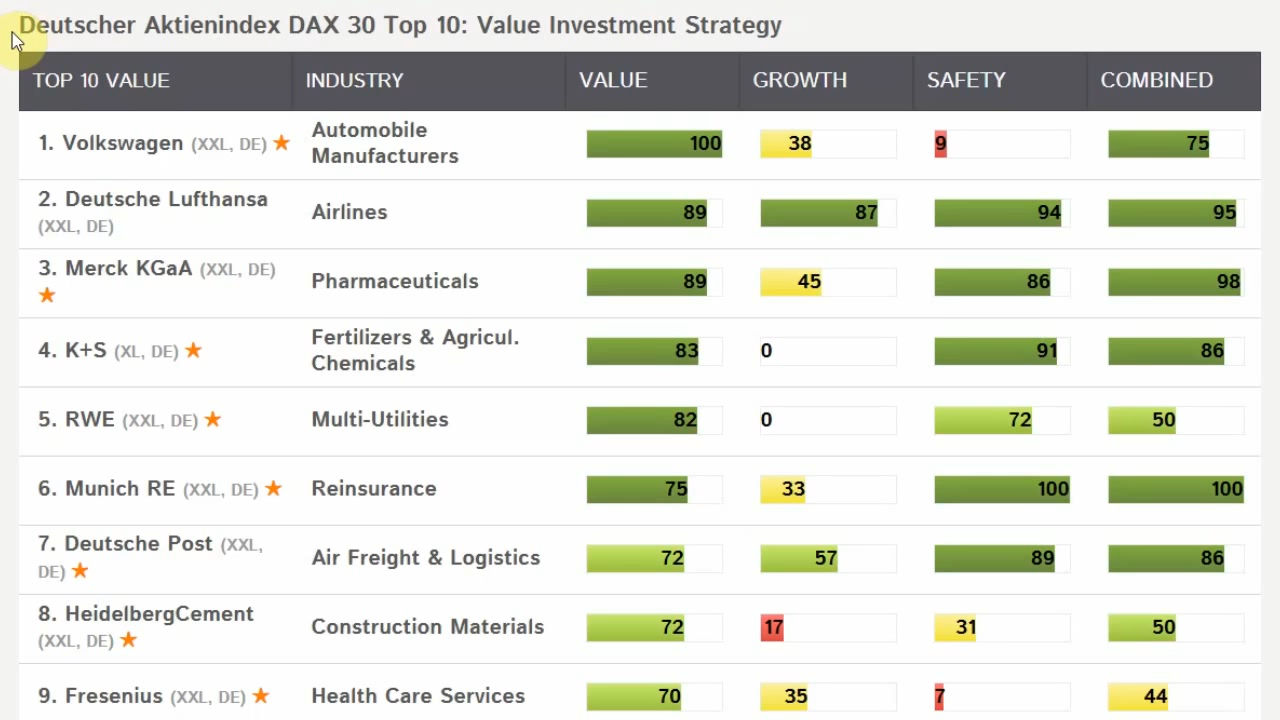 Deutscher Aktienindex DAX 30 Top 10: Value Investment Strategy
TOP 10 VALUE INDUSTRY VALUE GROWTH SAFETY COMBINED
1. Volkswagen (XXL, DE) ★ Automobile Manufacturers 100 38 9 75
2. Deutsche Lufthansa (XXL, DE) Airlines 89 87 94 95
3. Merck KGaA (XXL, DE) ★ Pharmaceuticals 89 45 86 98
4. K+S (XL, DE) ★ Fertilizers & Agricul. Chemicals 83 0 91 86
5. RWE (XXL, DE) ★ Multi-Utilities 82 0 72 50
6. Munich RE (XXL, DE) ★ Reinsurance 75 33 100 100
7. Deutsche Post (XXL, DE) ★ Air Freight & Logistics 72 57 89 86
8. HeidelbergCement (XXL, DE) ★ Construction Materials 72 17 31 50
9. Fresenius (XXL, DE) ★ Health Care Services 70 35 7 44